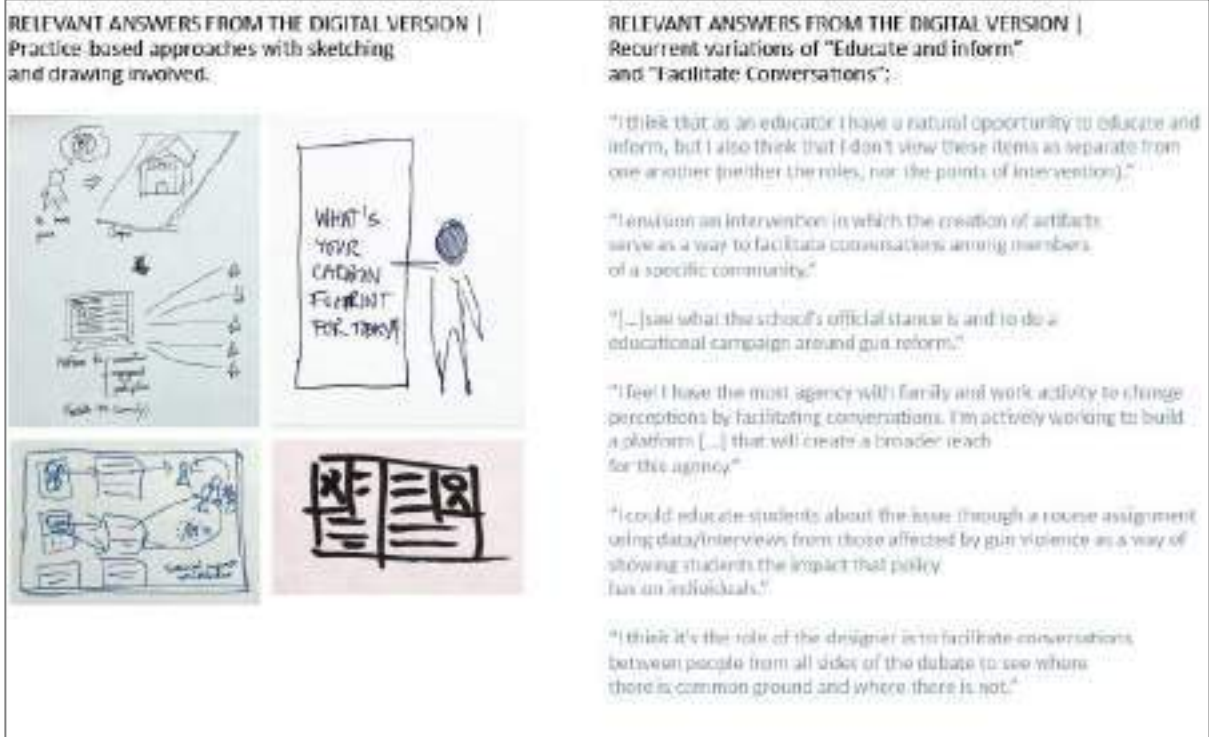 RELEVANT ANSWERS FROM THE DIGITAL VERSION |
Practice-based approaches with sketching
and drawing involved.
WHAT'S
YOUR
CARBON
FOOTPRINT
FOR TODAY?
RELEVANT ANSWERS FROM THE DIGITAL VERSION |
Recurrent variations of "Educate and inform"
and "Facilitate Conversations":
"I think that as an educator I have a natural opportunity to educate and
inform, but I also think that I don't view these items as separate from
one another (neither the roles, nor the points of intervention)."
"I envision an intervention in which the creation of artifacts
serve as a way to facilitate conversations among members
of a specific community."
"[...]see what the school's official stance is and to do a
educational campaign around gun reform."
"I feel I have the most agency with family and work activity to change
perceptions by facilitating conversations. I'm actively working to build
a platform [...] that will create a broader reach
for this agency."
"I could educate students about the issue through a course assignment
using data/interviews from those affected by gun violence as a way of
showing students the impact that policy
has on individuals."
"I think it's the role of the designer is to facilitate conversations
between people from all sides of the debate to see where
there is common ground and where there is not."